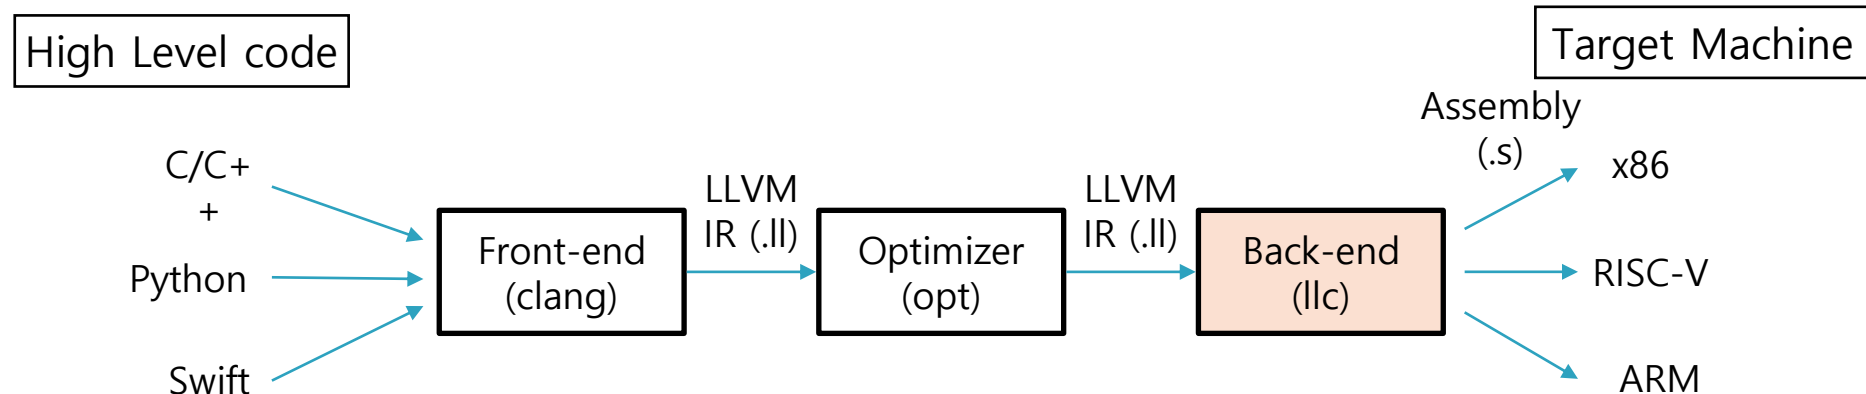 High Level code
Target Machine
Assembly
(.s)
C/C+
+
Python
Swift
Front-end
(clang)
LLVM
IR (.ll)
Optimizer
(opt)
LLVM
IR (.ll)
Back-end
(llc)
x86
RISC-V
ARM